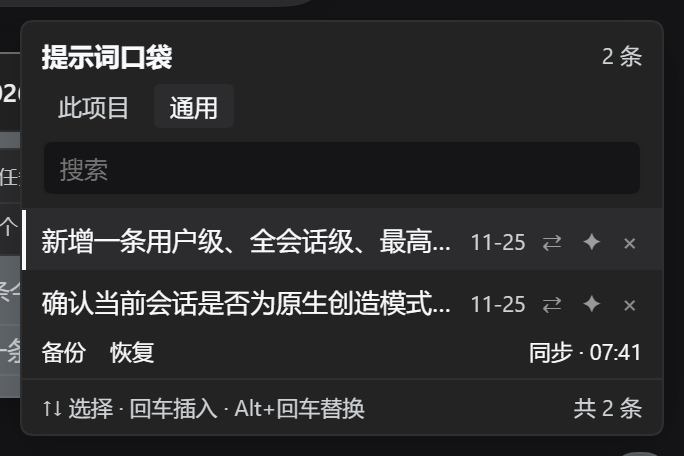 提示词口袋 2 条
此项目 通用
搜索
新增一条用户级、全会话级、最高... 11-25
确认当前会话是否为原生创造模式... 11-25
备份 恢复 同步 · 07:41
↑↓ 选择 · 回车插入 · Alt+回车替换 共 2 条